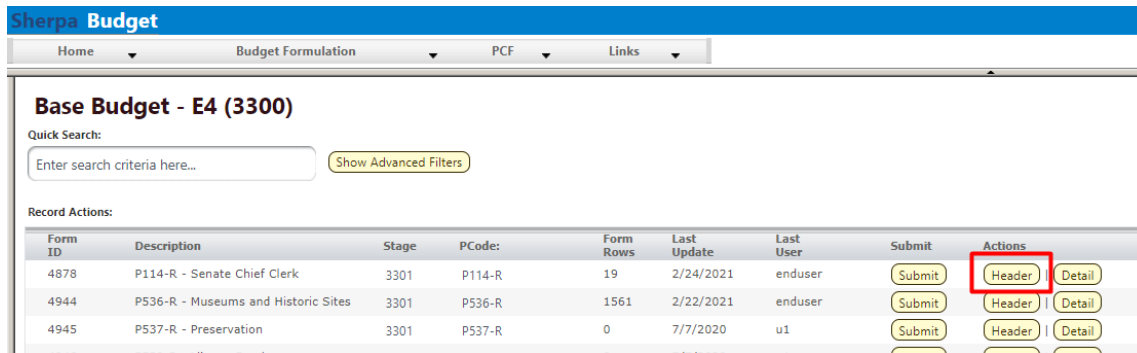 Sherpa Budget
Home Budget Formulation PCF Links
Base Budget - E4 (3300)
Quick Search:
Enter search criteria here... Show Advanced Filters
Record Actions:
Form ID Description Stage PCode: Form Rows Last Update Last User Submit Actions
4878 P114-R - Senate Chief Clerk 3301 P114-R 19 2/24/2021 enduser Submit Header | Detail
4944 P536-R - Museums and Historic Sites 3301 P536-R 1561 2/22/2021 enduser Submit Header | Detail
4945 P537-R - Preservation 3301 P537-R 0 7/7/2020 u1 Submit Header | Detail